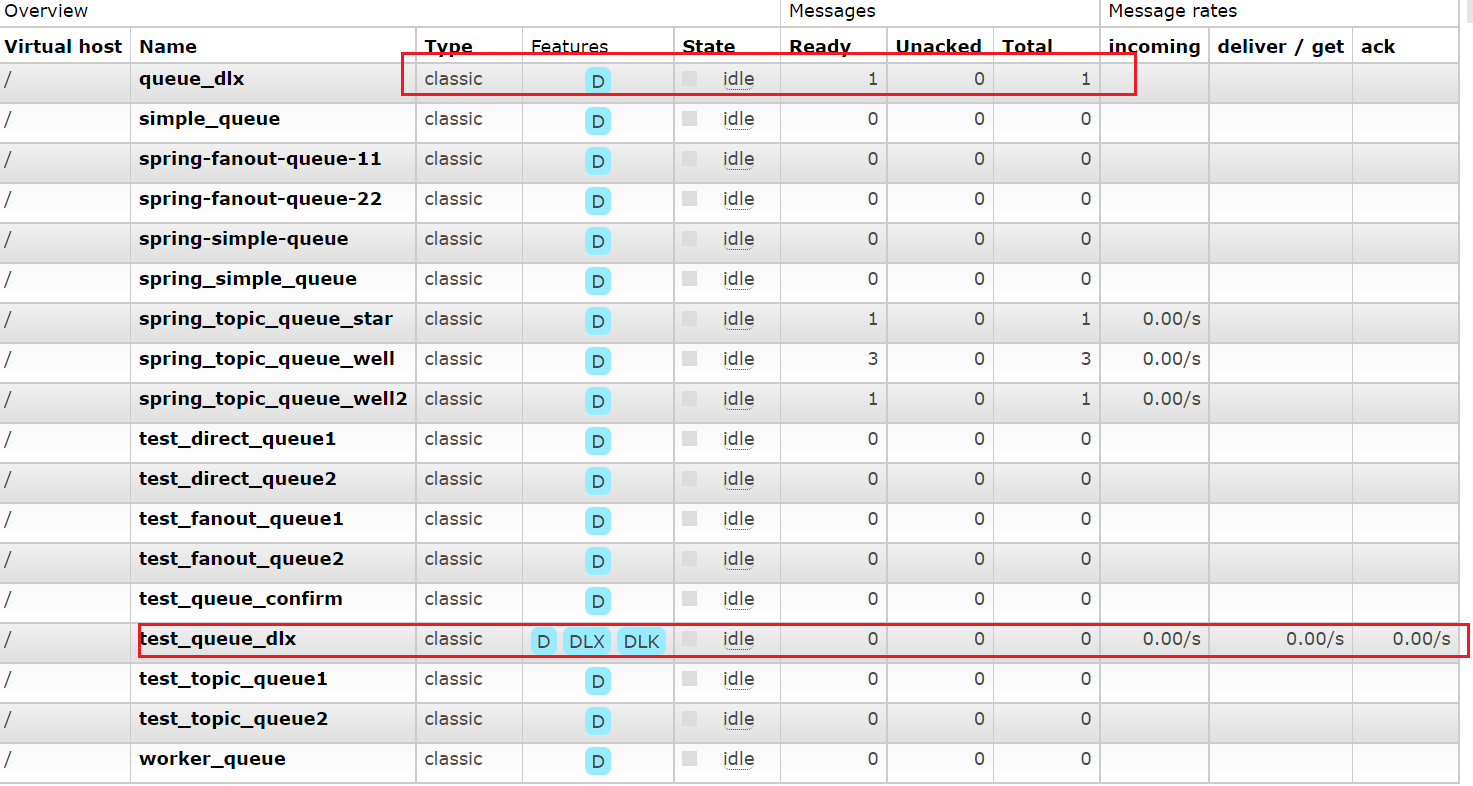 Overview Messages Message rates
Virtual host Name Type Features State Ready Unacked Total incoming deliver / get ack
/ queue_dlx classic D idle 1 0 1
/ simple_queue classic D idle 0 0 0
/ spring-fanout-queue-11 classic D idle 0 0 0
/ spring-fanout-queue-22 classic D idle 0 0 0
/ spring-simple-queue classic D idle 0 0 0
/ spring_simple_queue classic D idle 0 0 0
/ spring_topic_queue_star classic D idle 1 0 1 0.00/s
/ spring_topic_queue_well classic D idle 3 0 3 0.00/s
/ spring_topic_queue_well2 classic D idle 1 0 1 0.00/s
/ test_direct_queue1 classic D idle 0 0 0
/ test_direct_queue2 classic D idle 0 0 0
/ test_fanout_queue1 classic D idle 0 0 0
/ test_fanout_queue2 classic D idle 0 0 0
/ test_queue_confirm classic D idle 0 0 0
/ test_queue_dlx classic D DLX DLK idle 0 0 0 0.00/s 0.00/s 0.00/s
/ test_topic_queue1 classic D idle 0 0 0
/ test_topic_queue2 classic D idle 0 0 0
/ worker_queue classic D idle 0 0 0